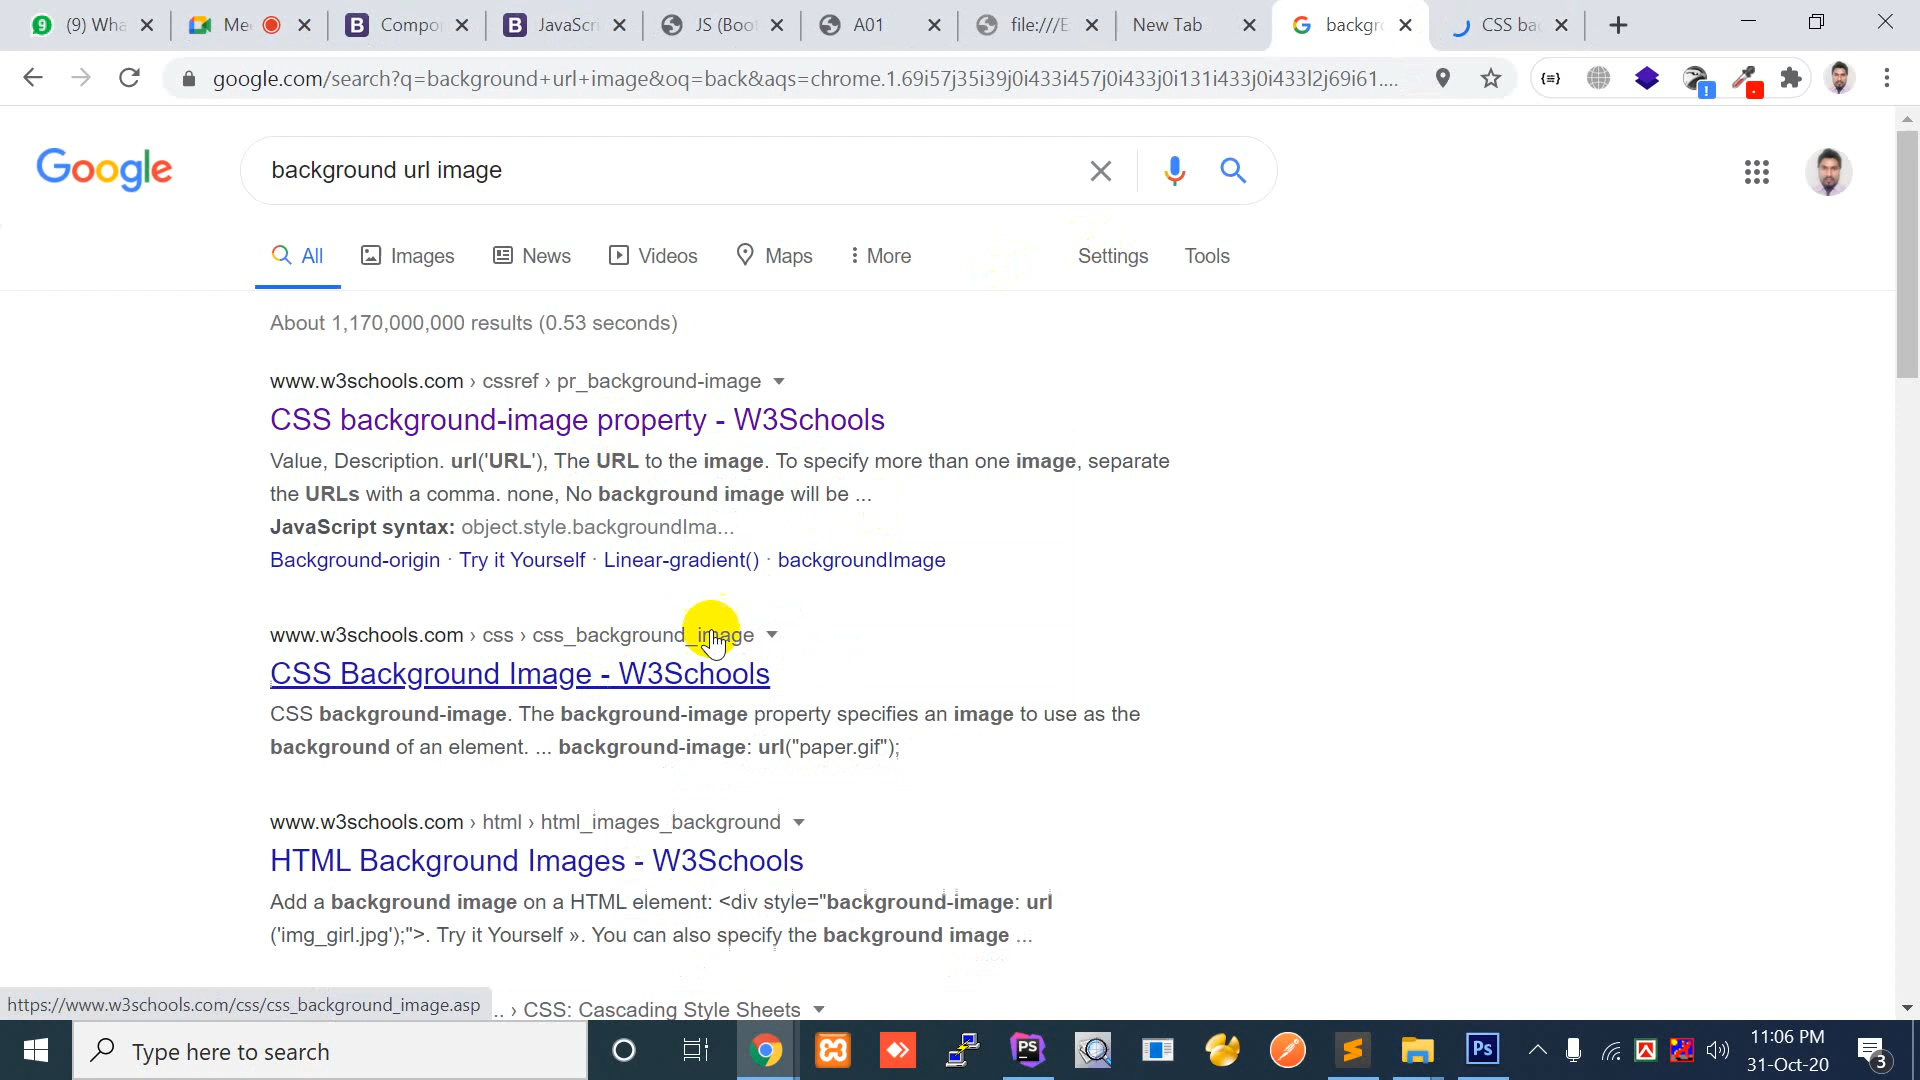 (9) Wha
Me
Compo
JavaScri
JS (Boot
A01
file:///E
New Tab
backgr
CSS bac
google.com/search?q=background+url+image&oq=back&aqs=chrome.1.69i57j35i39j0i433i457j0i433j0i131i433j0i433l2j69i61....
Google
background url image
All
Images
News
Videos
Maps
More
Settings
Tools
About 1,170,000,000 results (0.53 seconds)
www.w3schools.com › cssref › pr_background-image
CSS background-image property - W3Schools
Value, Description. url('URL'), The URL to the image. To specify more than one image, separate
the URLs with a comma. none, No background image will be ...
JavaScript syntax: object.style.backgroundIma...
Background-origin · Try it Yourself · Linear-gradient() · backgroundImage
www.w3schools.com › css › css_background_image
CSS Background Image - W3Schools
CSS background-image. The background-image property specifies an image to use as the
background of an element. ... background-image: url("paper.gif");
www.w3schools.com › html › html_images_background
HTML Background Images - W3Schools
Add a background image on a HTML element: <div style="background-image: url
('img_girl.jpg');">. Try it Yourself ». You can also specify the background image ...
https://www.w3schools.com/css/css_background_image.asp
.. › CSS: Cascading Style Sheets
Type here to search
PS
Ps
11:06 PM
31-Oct-20
3